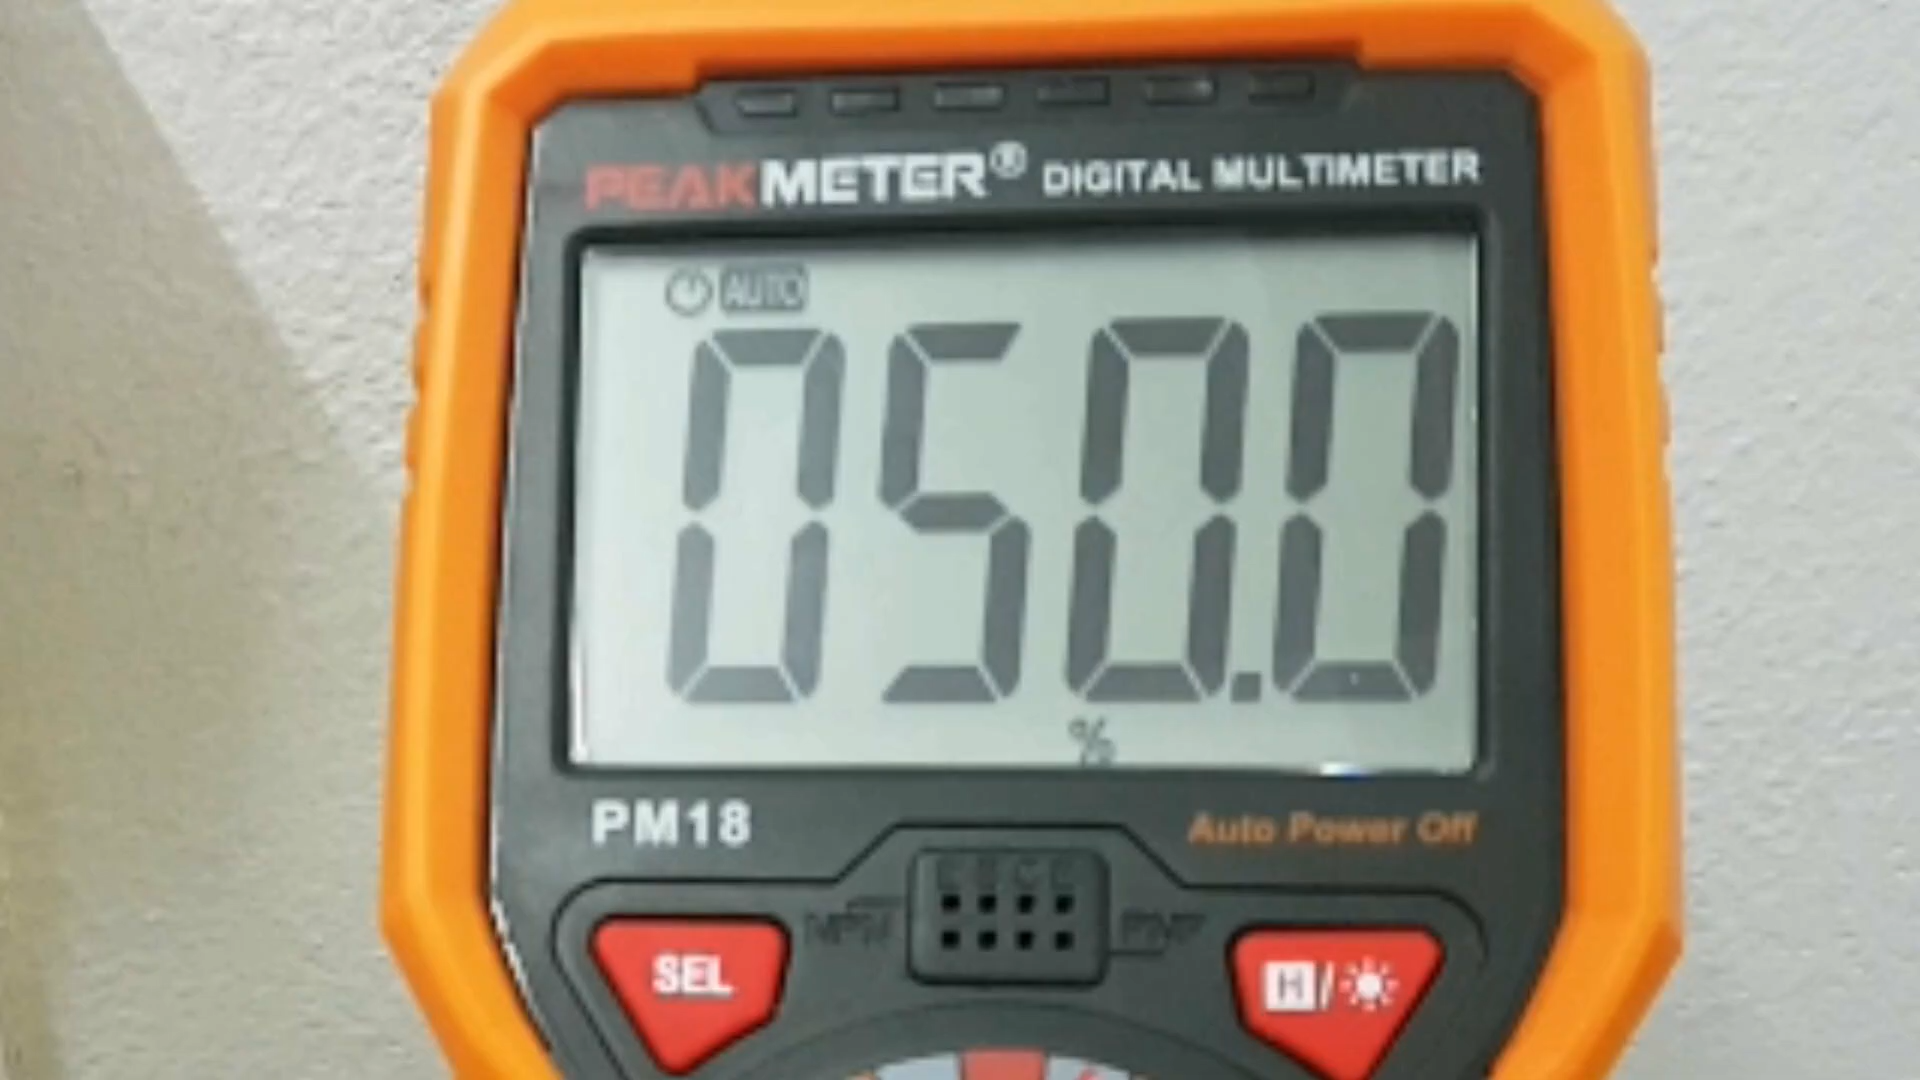 PEAKMETER® DIGITAL MULTIMETER
AUTO
050.0
%
PM18
Auto Power Off
NPN
PNP
SEL
H/